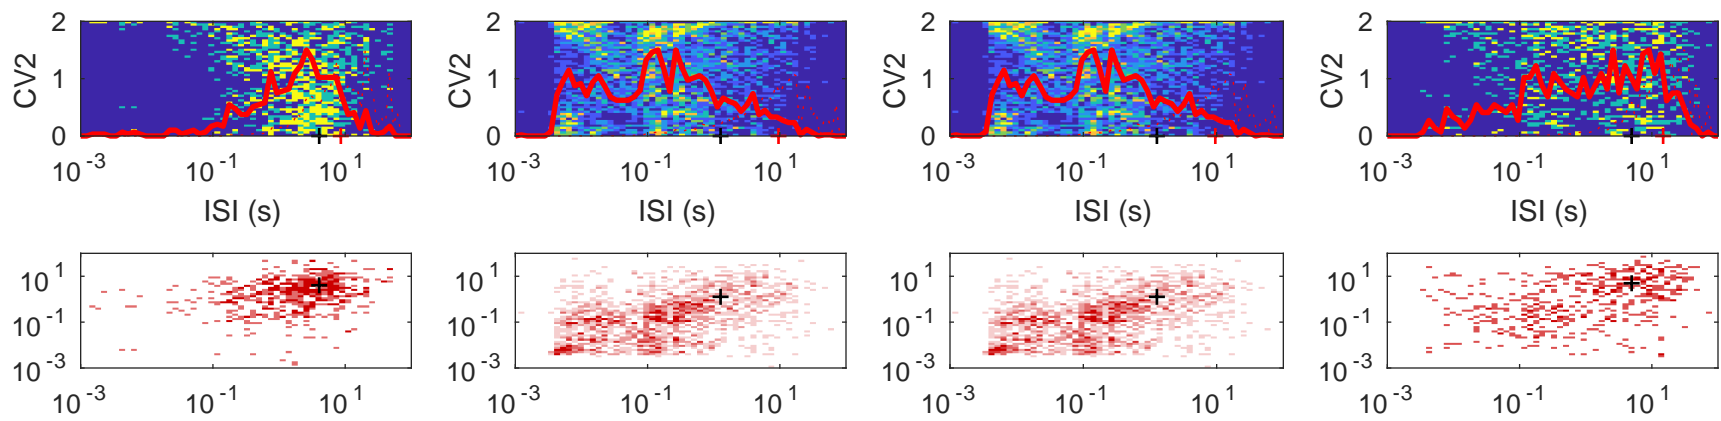 2 2 2 2
CV2 1 CV2 1 CV2 1 CV2 1
0 0 0 0
10^-3 10^-1 10^1 10^-3 10^-1 10^1 10^-3 10^-1 10^1 10^-3 10^-1 10^1
ISI (s) ISI (s) ISI (s) ISI (s)
10^1 10^1 10^1 10^1
10^-1 10^-1 10^-1 10^-1
10^-3 10^-3 10^-3 10^-3
10^-3 10^-1 10^1 10^-3 10^-1 10^1 10^-3 10^-1 10^1 10^-3 10^-1 10^1